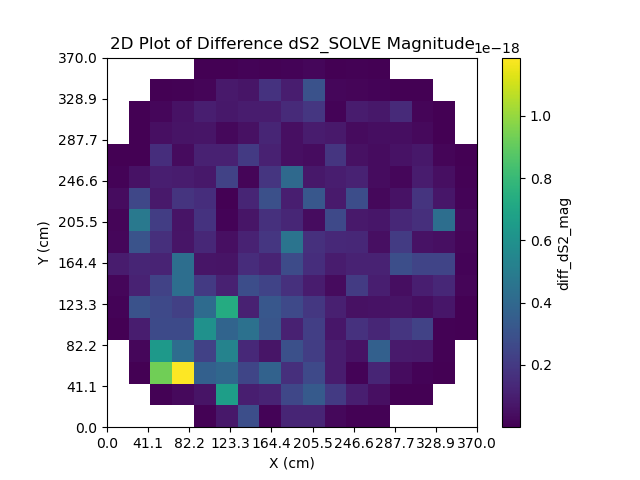 2D Plot of Difference dS2_SOLVE Magnitude
1e−18
370.0
328.9
287.7
246.6
205.5
164.4
123.3
82.2
41.1
0.0
Y (cm)
0.0 41.1 82.2 123.3 164.4 205.5 246.6 287.7 328.9 370.0
X (cm)
1.0
0.8
0.6
0.4
0.2
diff_dS2_mag